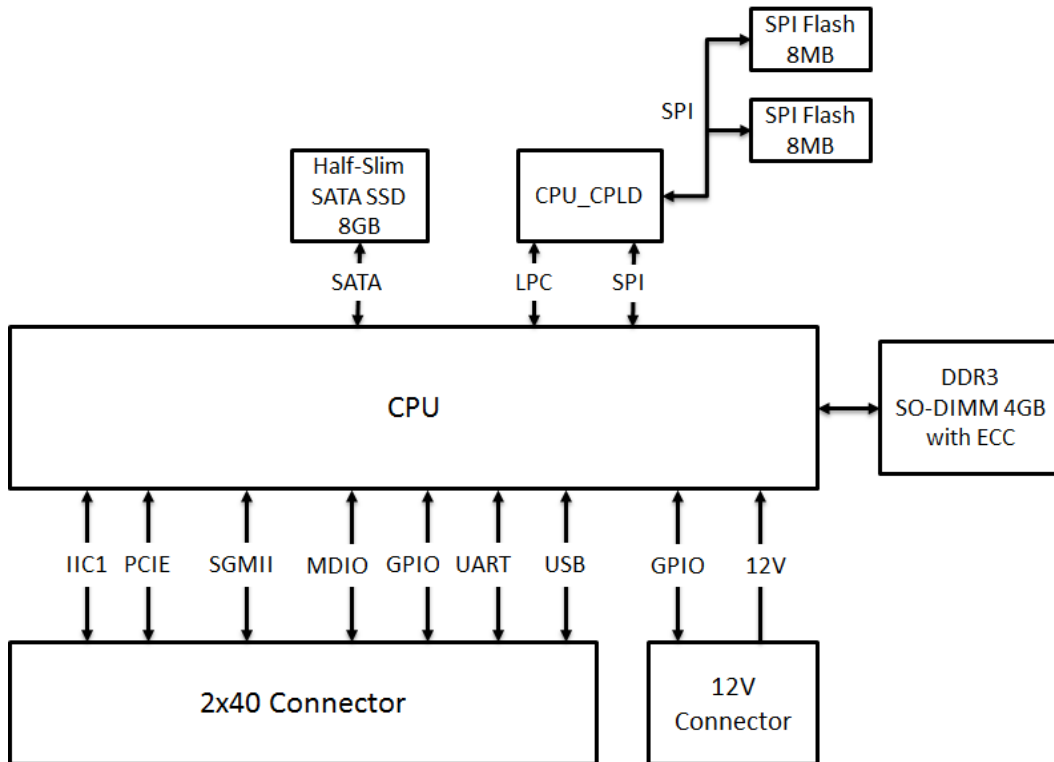 SPI Flash
8MB
SPI
SPI Flash
8MB
Half-Slim
SATA SSD
8GB
CPU_CPLD
SATA
LPC
SPI
CPU
DDR3
SO-DIMM 4GB
with ECC
IIC1
PCIE
SGMII
MDIO
GPIO
UART
USB
GPIO
12V
2x40 Connector
12V
Connector